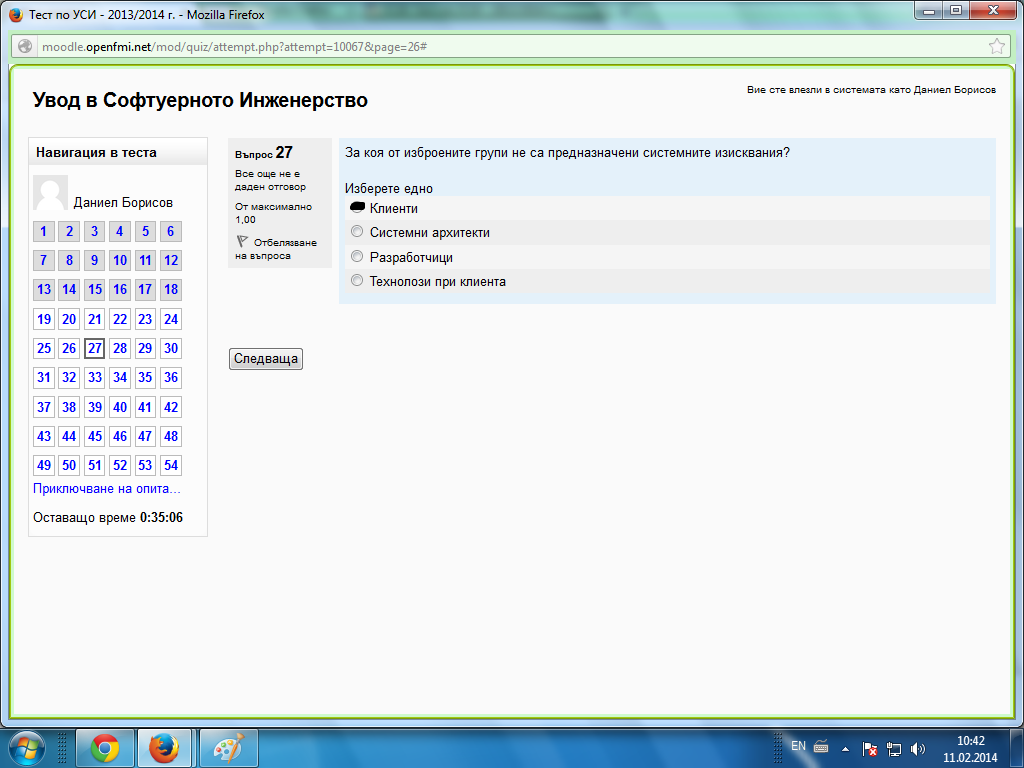 Тест по УСИ - 2013/2014 г. - Mozilla Firefox
moodle.openfmi.net/mod/quiz/attempt.php?attempt=10067&page=26#
Увод в Софтуерното Инженерство
Вие сте влезли в системата като Даниел Борисов
Навигация в теста
Даниел Борисов
1 2 3 4 5 6
7 8 9 10 11 12
13 14 15 16 17 18
19 20 21 22 23 24
25 26 27 28 29 30
31 32 33 34 35 36
37 38 39 40 41 42
43 44 45 46 47 48
49 50 51 52 53 54
Приключване на опита...
Оставащо време 0:35:06
Въпрос 27
Все още не е
даден отговор
От максимално
1,00
Отбелязване
на въпроса
За коя от изброените групи не са предназначени системните изисквания?
Изберете едно
Клиенти
Системни архитекти
Разработчици
Технолози при клиента
Следваща
EN
10:42
11.02.2014